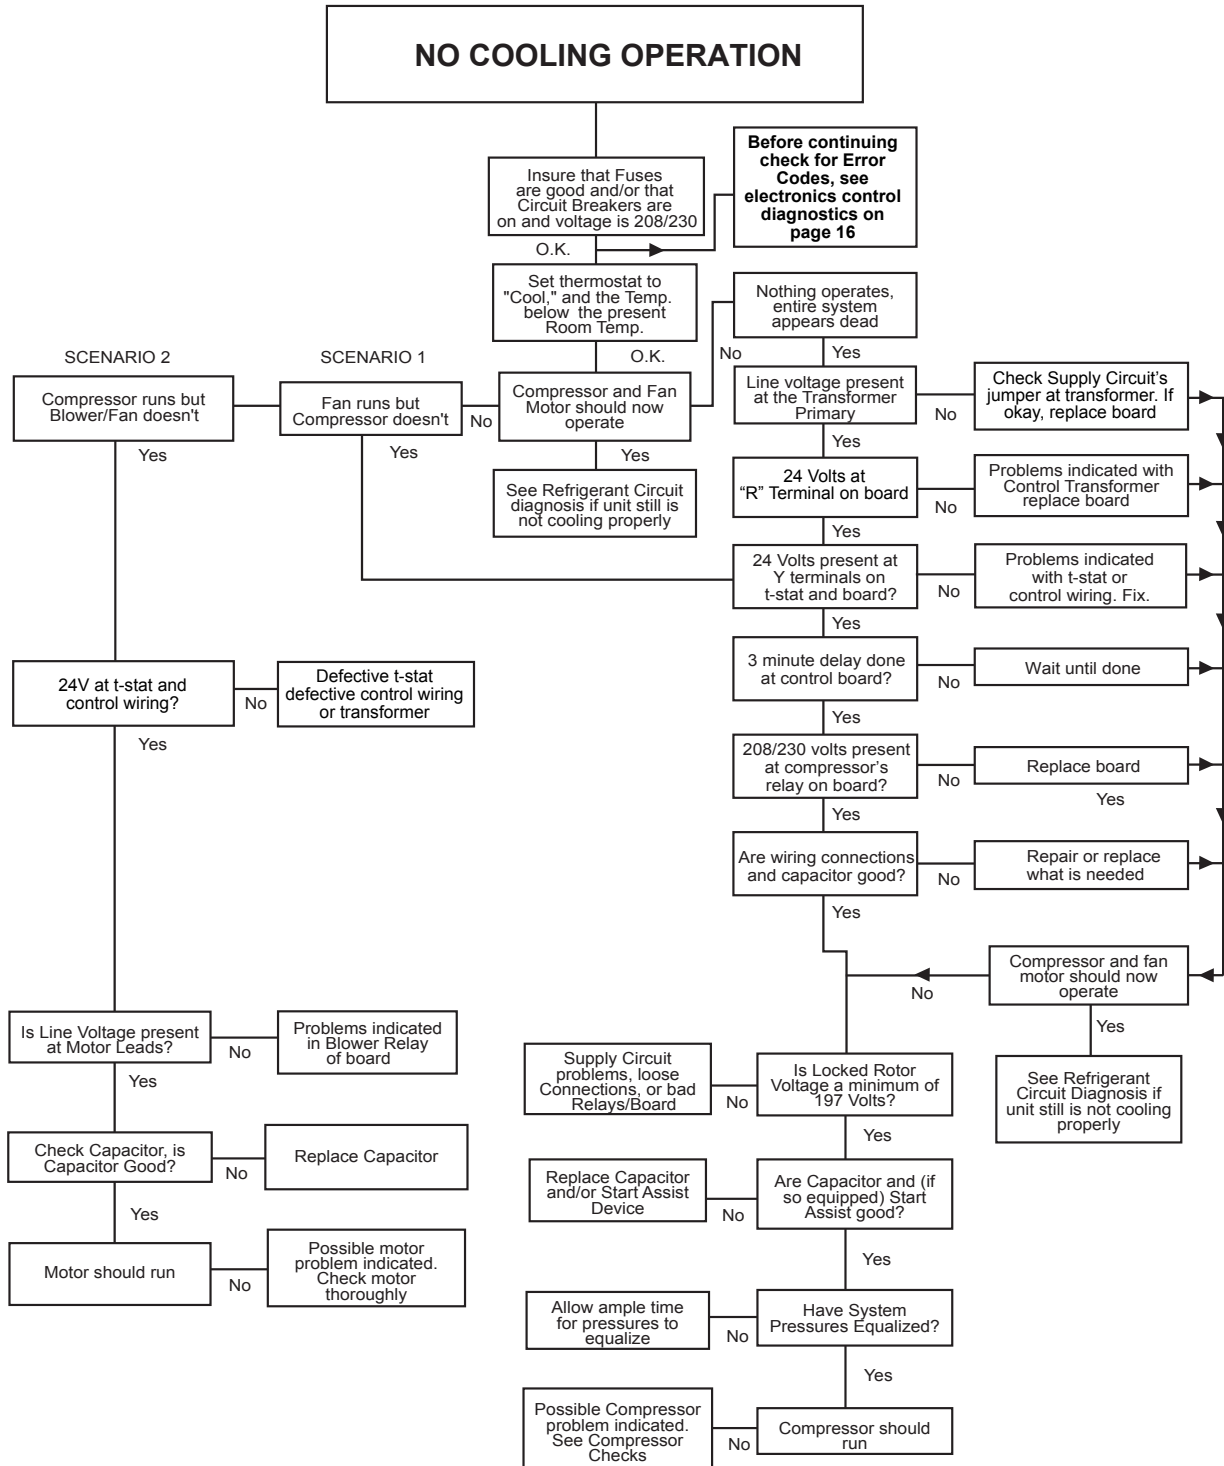 NO COOLING OPERATION
Insure that Fuses
are good and/or that
Circuit Breakers are
on and voltage is 208/230
Before continuing
check for Error
Codes, see
electronics control
diagnostics on
page 16
O.K.
Set thermostat to
"Cool," and the Temp.
below the present
Room Temp.
Nothing operates,
entire system
appears dead
O.K.
No
Yes
SCENARIO 2
SCENARIO 1
Compressor runs but
Blower/Fan doesn't
Fan runs but
Compressor doesn't
No
Compressor and Fan
Motor should now
operate
Line voltage present
at the Transformer
Primary
No
Check Supply Circuit's
jumper at transformer. If
okay, replace board
Yes
Yes
Yes
Yes
See Refrigerant Circuit
diagnosis if unit still is
not cooling properly
24 Volts at
“R” Terminal on board
No
Problems indicated with
Control Transformer
replace board
Yes
24 Volts present at
Y terminals on
t-stat and board?
No
Problems indicated
with t-stat or
control wiring. Fix.
Yes
24V at t-stat and
control wiring?
No
Defective t-stat
defective control wiring
or transformer
3 minute delay done
at control board?
No
Wait until done
Yes
Yes
208/230 volts present
at compressor’s
relay on board?
No
Replace board
Yes
Yes
Are wiring connections
and capacitor good?
No
Repair or replace
what is needed
Yes
Compressor and fan
motor should now
operate
No
Yes
Is Line Voltage present
at Motor Leads?
No
Problems indicated
in Blower Relay
of board
Yes
Supply Circuit
problems, loose
Connections, or bad
Relays/Board
No
Is Locked Rotor
Voltage a minimum of
197 Volts?
See Refrigerant
Circuit Diagnosis if
unit still is not cooling
properly
Yes
Check Capacitor, is
Capacitor Good?
No
Replace Capacitor
Yes
Replace Capacitor
and/or Start Assist
Device
No
Are Capacitor and (if
so equipped) Start
Assist good?
Yes
Motor should run
No
Possible motor
problem indicated.
Check motor
thoroughly
Allow ample time
for pressures to
equalize
No
Have System
Pressures Equalized?
Yes
Possible Compressor
problem indicated.
See Compressor
Checks
No
Compressor should
run